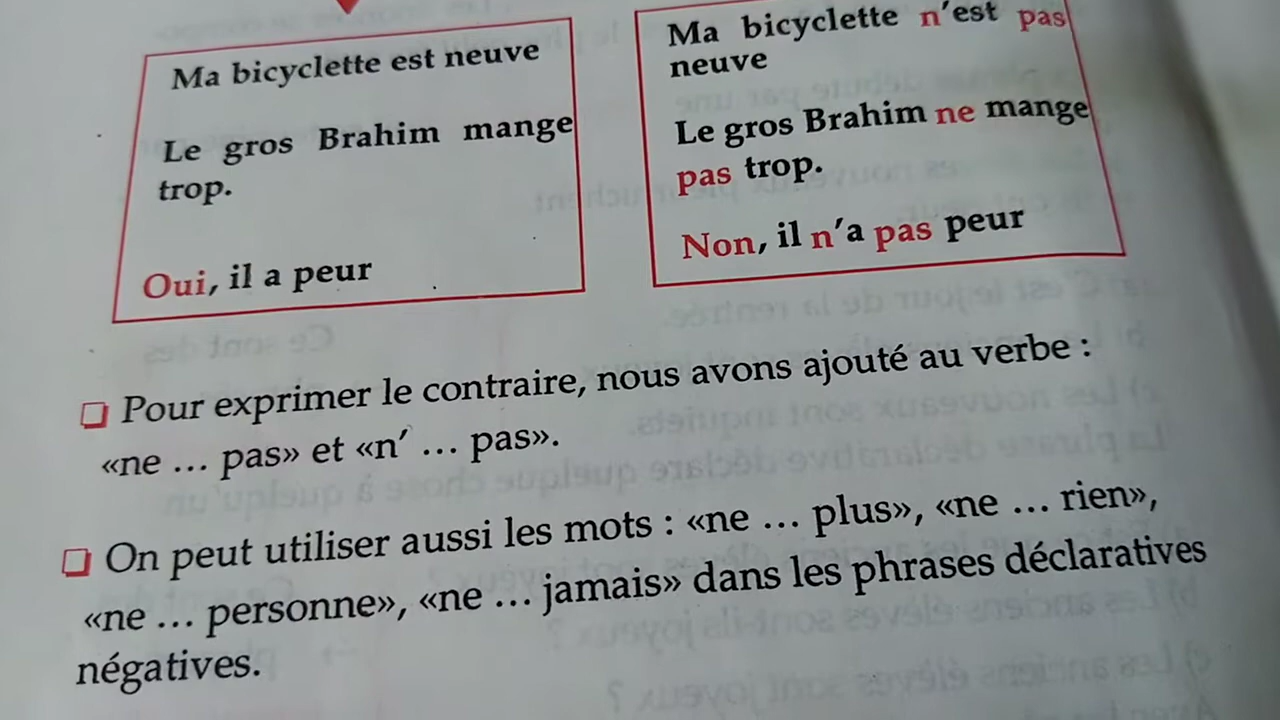 Ma bicyclette est neuve
Le gros Brahim mange
trop.
Oui, il a peur
Ma bicyclette n'est pas
neuve
Le gros Brahim ne mange
pas trop.
Non, il n'a pas peur
❑ Pour exprimer le contraire, nous avons ajouté au verbe :
«ne ... pas» et «n' ... pas».
❑ On peut utiliser aussi les mots : «ne ... plus», «ne ... rien»,
«ne ... personne», «ne ... jamais» dans les phrases déclaratives
négatives.